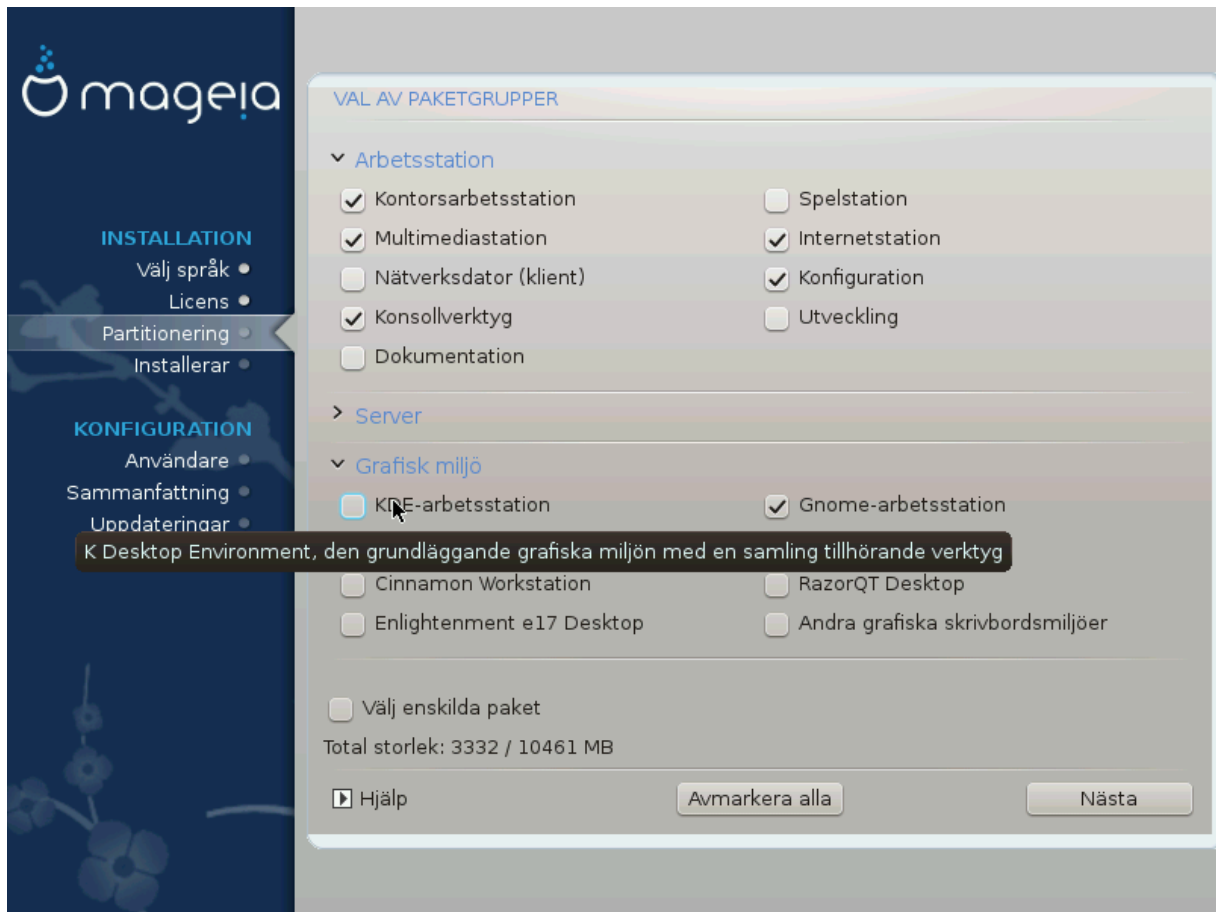 mageia
INSTALLATION
Välj språk
Licens
Partitionering
Installerar
KONFIGURATION
Användare
Sammanfattning
Uppdateringar
VAL AV PAKETGRUPPER
Arbetsstation
Kontorsarbetsstation
Spelstation
Multimediastation
Internetstation
Nätverksdator (klient)
Konfiguration
Konsollverktyg
Utveckling
Dokumentation
Server
Grafisk miljö
KDE-arbetsstation
Gnome-arbetsstation
K Desktop Environment, den grundläggande grafiska miljön med en samling tillhörande verktyg
Cinnamon Workstation
RazorQT Desktop
Enlightenment e17 Desktop
Andra grafiska skrivbordsmiljöer
Välj enskilda paket
Total storlek: 3332 / 10461 MB
Hjälp
Avmarkera alla
Nästa